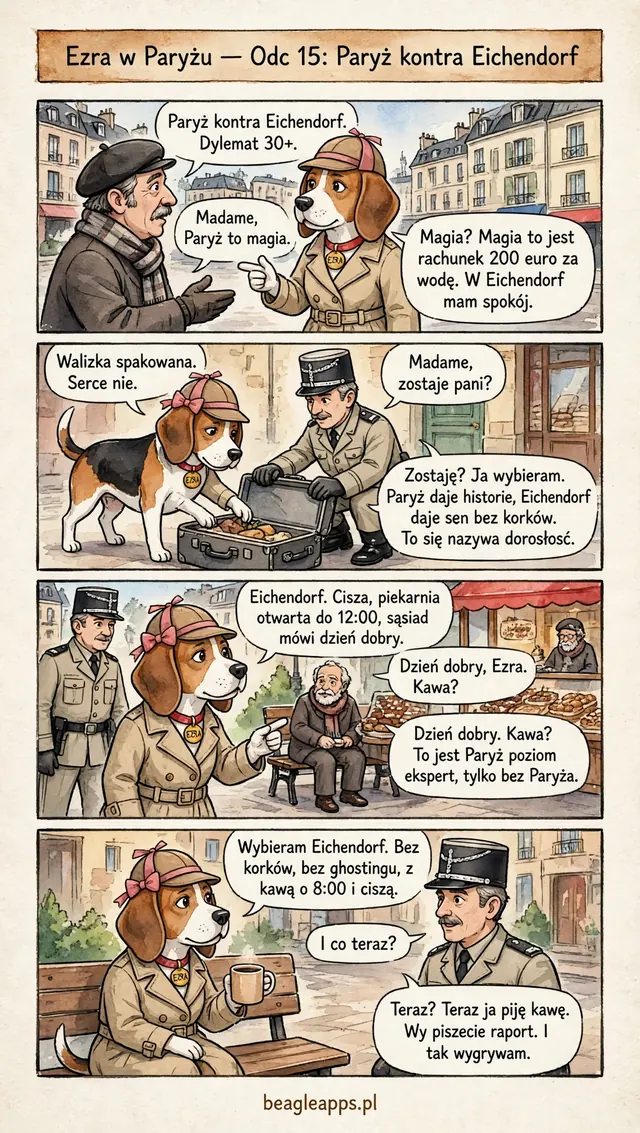 Ezra w Paryżu — Odc 15: Paryż kontra Eichendorf
Paryż kontra Eichendorf.
Dylemat 30+.
Madame,
Paryż to magia.
EZRA
Magia? Magia to jest
rachunek 200 euro za
wodę. W Eichendorf
mam spokój.
Walizka spakowana.
Serce nie.
EZRA
Madame,
zostaje pani?
Zostaję? Ja wybieram.
Paryż daje historie, Eichendorf
daje sen bez korków.
To się nazywa dorosłość.
Eichendorf. Cisza, piekarnia
otwarta do 12:00, sąsiad
mówi dzień dobry.
EZRA
Dzień dobry, Ezra.
Kawa?
Dzień dobry. Kawa?
To jest Paryż poziom
ekspert, tylko bez Paryża.
Wybieram Eichendorf. Bez
korków, bez ghostingu, z
kawą o 8:00 i ciszą.
EZRA
I co teraz?
Teraz? Teraz ja piję kawę.
Wy piszecie raport. I
tak wygrywam.
beagleapps.pl